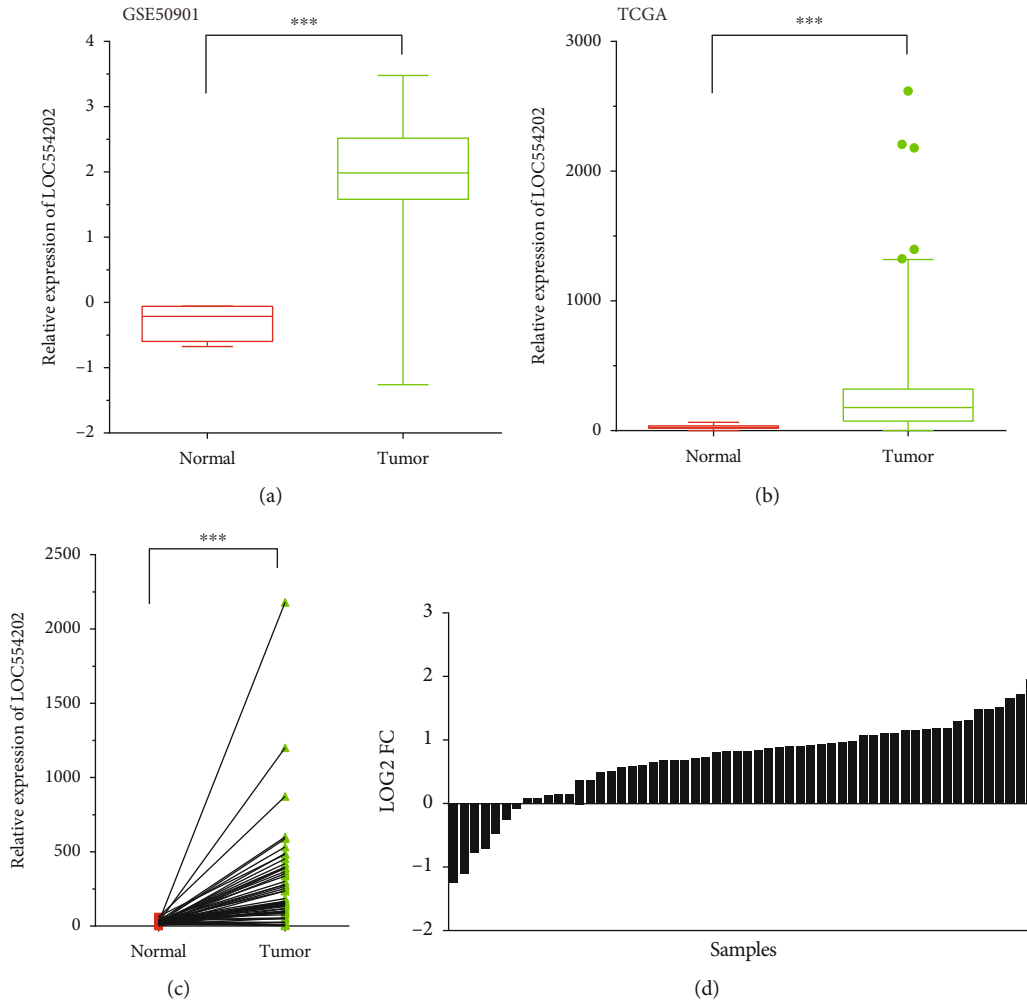 GSE50901
***
Relative expression of LOC554202
4
3
2
1
0
−1
−2
Normal Tumor
(a)
TCGA
***
Relative expression of LOC554202
3000
2000
1000
0
Normal Tumor
(b)
***
Relative expression of LOC554202
2500
2000
1500
1000
500
0
Normal Tumor
(c)
LOG2 FC
3
2
1
0
−1
−2
Samples
(d)